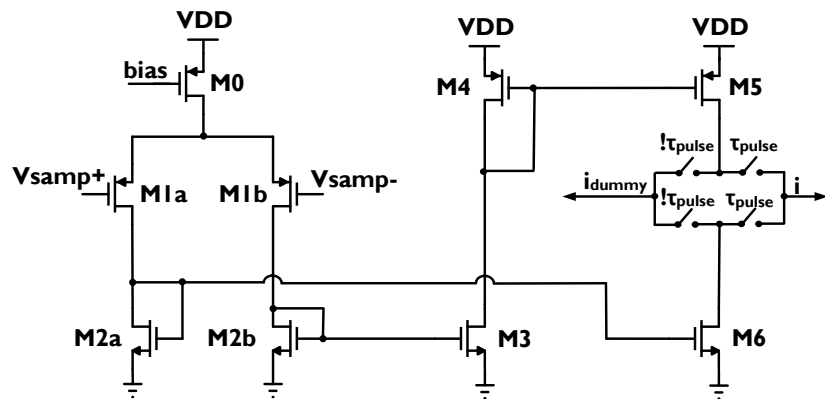 VDD
VDD
VDD
bias
M0
M4
M5
!τpulse
τpulse
Vsamp+
M1a
M1b
Vsamp-
idummy
i
!τpulse
τpulse
M2a
M2b
M3
M6